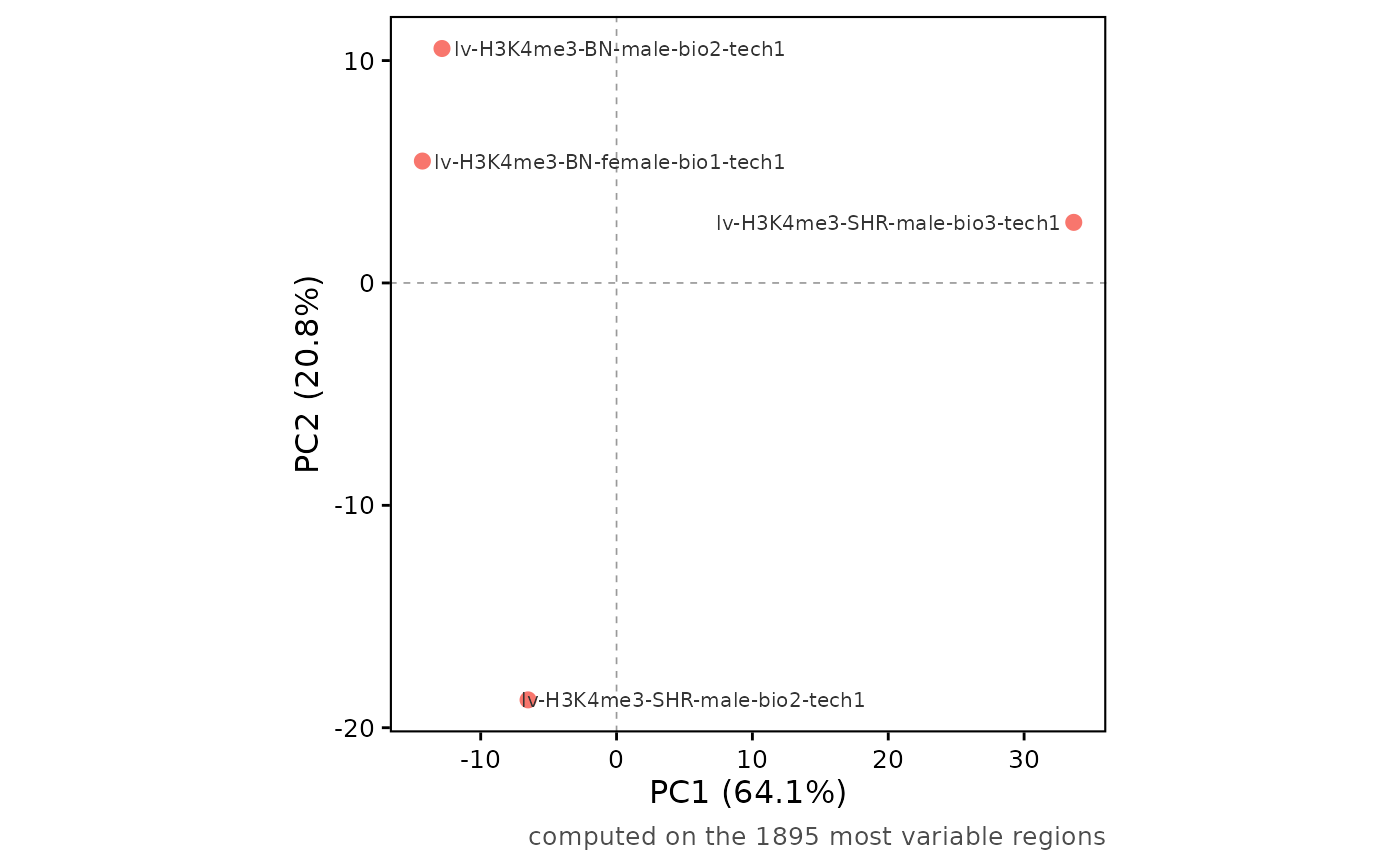 10
0
-10
-20
PC2 (20.8%)
lv-H3K4me3-BN-male-bio2-tech1
lv-H3K4me3-BN-female-bio1-tech1
lv-H3K4me3-SHR-male-bio3-tech1
lv-H3K4me3-SHR-male-bio2-tech1
-10 0 10 20 30
PC1 (64.1%)
computed on the 1895 most variable regions